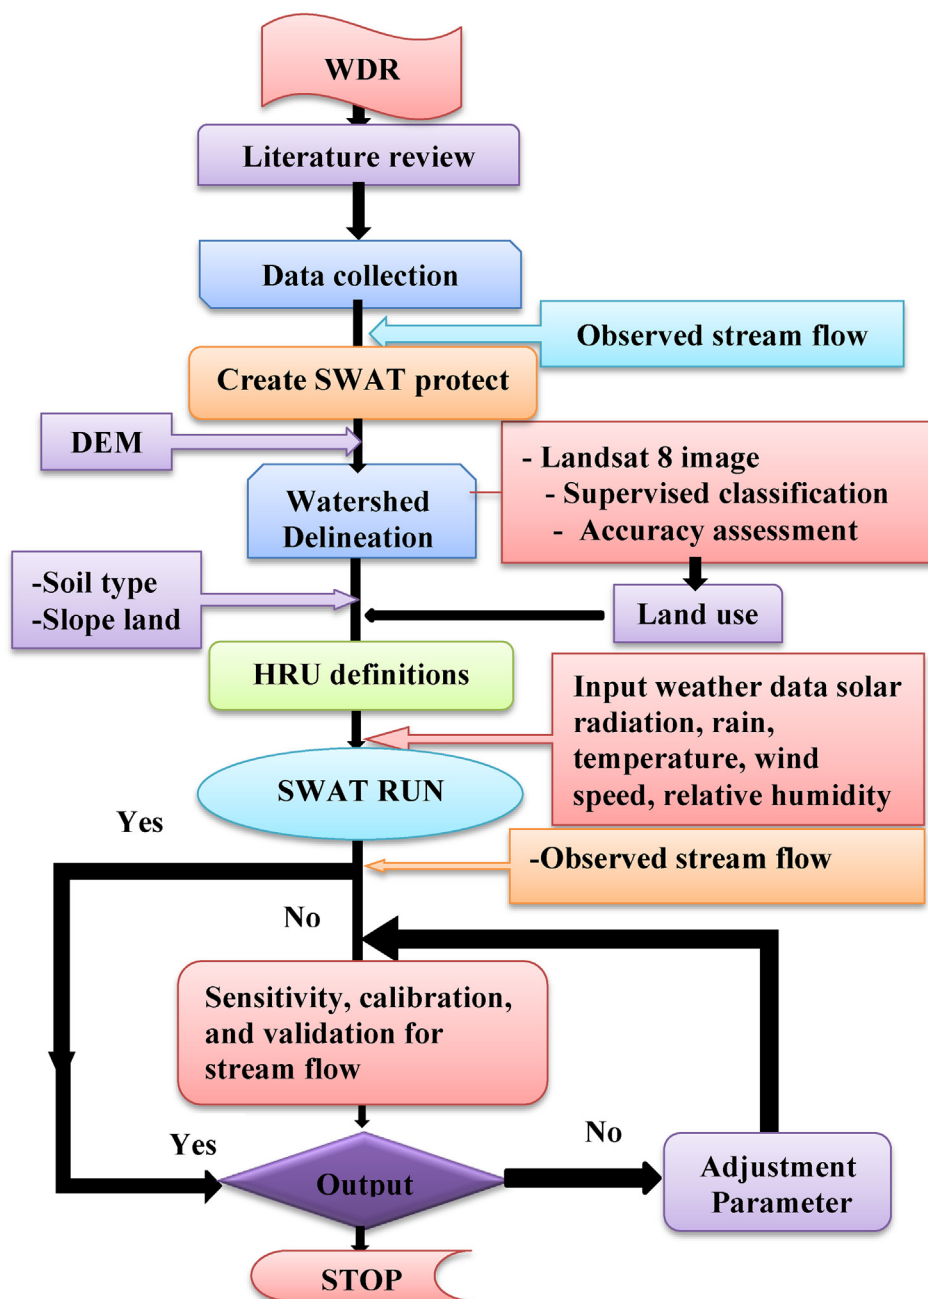 WDR
Literature review
Data collection
Observed stream flow
Create SWAT protect
DEM
- Landsat 8 image
- Supervised classification
- Accuracy assessment
Watershed
Delineation
-Soil type
-Slope land
Land use
HRU definitions
Input weather data solar
radiation, rain,
temperature, wind
speed, relative humidity
SWAT RUN
Yes
-Observed stream flow
No
Sensitivity, calibration,
and validation for
stream flow
Yes
No
Output
Adjustment
Parameter
STOP